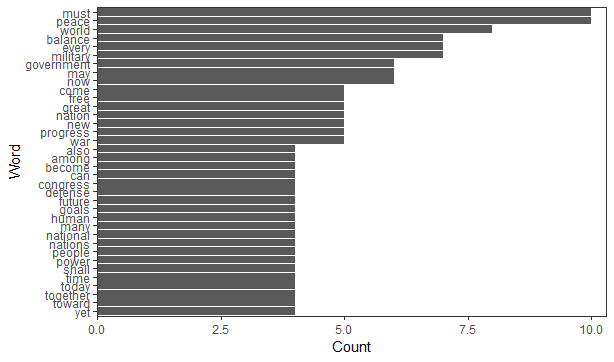 must
peace
world
balance
every
military
government
may
now
come
free
great
nation
new
progress
war
also
among
become
can
congress
defense
future
goals
human
many
national
nations
people
power
shall
time
today
together
toward
yet
Word
0.0 2.5 5.0 7.5 10.0
Count